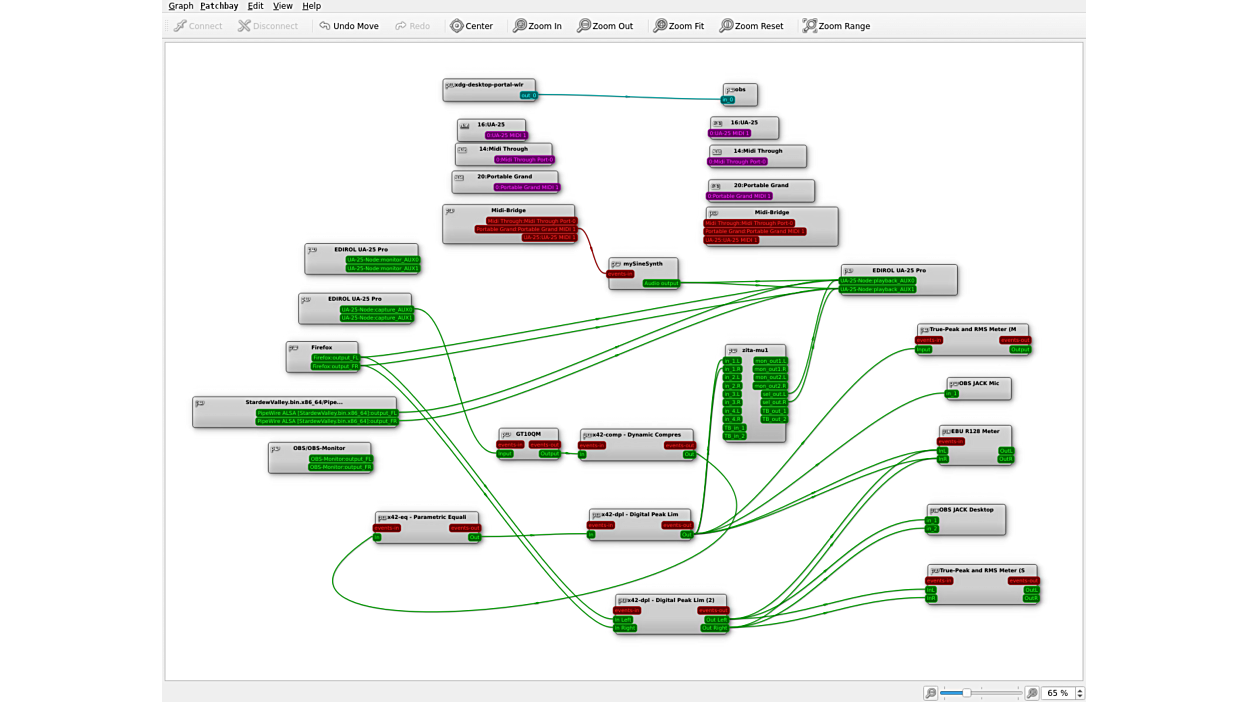 Graph Patchbay Edit View Help
Connect Disconnect Undo Move Redo Center Zoom In Zoom Out Zoom Fit Zoom Reset Zoom Range
xdg-desktop-portal-wlr
out_0
obs
in_0
16:UA-25
0:UA-25 MIDI 1
16:UA-25
0:UA-25 MIDI 1
14:Midi Through
0:Midi Through Port-0
14:Midi Through
0:Midi Through Port-0
20:Portable Grand
0:Portable Grand MIDI 1
20:Portable Grand
0:Portable Grand MIDI 1
Midi-Bridge
Midi Through:Midi Through Port-0
Portable Grand:Portable Grand MIDI 1
UA-25:UA-25 MIDI 1
Midi-Bridge
Midi Through:Midi Through Port-0
Portable Grand:Portable Grand MIDI 1
UA-25:UA-25 MIDI 1
EDIROL UA-25 Pro
UA-25-Node:monitor_AUX0
UA-25-Node:monitor_AUX1
mySineSynth
events-in
Audio output
EDIROL UA-25 Pro
UA-25-Node:playback_AUX0
UA-25-Node:playback_AUX1
EDIROL UA-25 Pro
UA-25-Node:capture_AUX0
UA-25-Node:capture_AUX1
True-Peak and RMS Meter (M
events-in events-out
Input Output
Firefox
Firefox:output_FL
Firefox:output_FR
zita-mu1
in_1.L mon_out1.L
in_1.R mon_out1.R
in_2.L mon_out2.L
in_2.R mon_out2.R
in_3.L sel_out.L
in_3.R sel_out.R
in_4.L TB_out_1
in_4.R TB_out_2
TB_in_1
TB_in_2
OBS JACK Mic
in_1
StardewValley.bin.x86_64/Pipe...
PipeWire ALSA [StardewValley.bin.x86_64]:output_FL
PipeWire ALSA [StardewValley.bin.x86_64]:output_FR
GT10QM
events-in events-out
Input Output
x42-comp - Dynamic Compres
events-in events-out
In Out
EBU R128 Meter
events-in
InL OutL
InR OutR
OBS/OBS-Monitor
OBS-Monitor:output_FL
OBS-Monitor:output_FR
x42-eq - Parametric Equali
events-in events-out
In Out
x42-dpl - Digital Peak Lim
events-in events-out
In Out
OBS JACK Desktop
in_1
in_2
True-Peak and RMS Meter (S
events-in events-out
InL OutL
InR OutR
x42-dpl - Digital Peak Lim (2)
events-in events-out
In Left Out Left
In Right Out Right
65 %